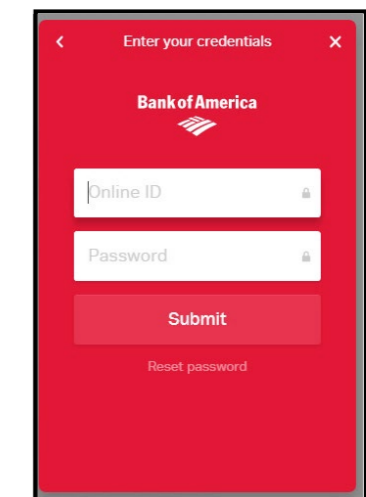 Enter your credentials
Bank of America
Online ID
Password
Submit
Reset password